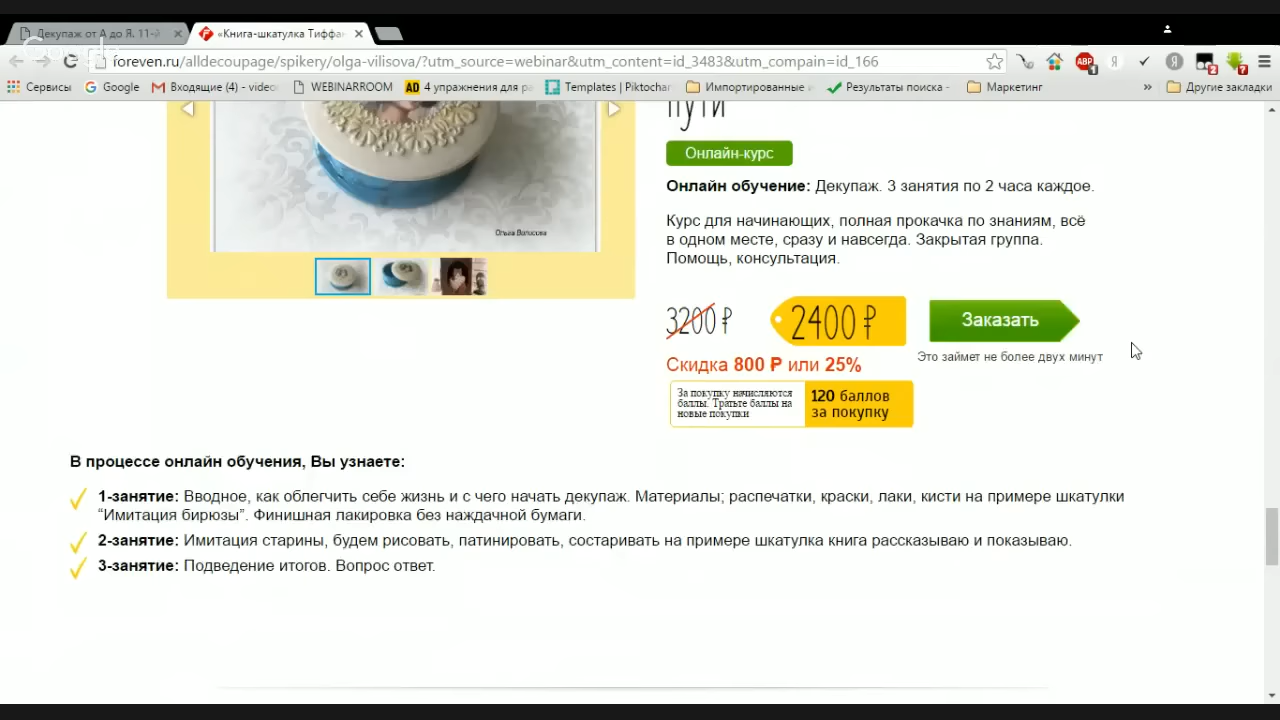 Декупаж от А до Я. 11-й
«Книга-шкатулка Тиффа
foreven.ru/alldecoupage/spikery/olga-vilisova/?utm_source=webinar&utm_content=id_3483&utm_compain=id_166
Сервисы Google Входящие (4) - video WEBINARROOM 4 упражнения для ра Templates | Piktochar Импортированные Результаты поиска - Маркетинг » Другие закладки
пути
Онлайн-курс
Онлайн обучение: Декупаж. 3 занятия по 2 часа каждое.
Курс для начинающих, полная прокачка по знаниям, всё
в одном месте, сразу и навсегда. Закрытая группа.
Помощь, консультация.
3200 ₽ 2400 ₽ Заказать
Это займет не более двух минут
Скидка 800 ₽ или 25%
За покупку начисляются
баллы. Тратьте баллы на
новые покупки
120 баллов
за покупку
В процессе онлайн обучения, Вы узнаете:
1-занятие: Вводное, как облегчить себе жизнь и с чего начать декупаж. Материалы; распечатки, краски, лаки, кисти на примере шкатулки
“Имитация бирюзы”. Финишная лакировка без наждачной бумаги.
2-занятие: Имитация старины, будем рисовать, патинировать, состаривать на примере шкатулка книга рассказываю и показываю.
3-занятие: Подведение итогов. Вопрос ответ.